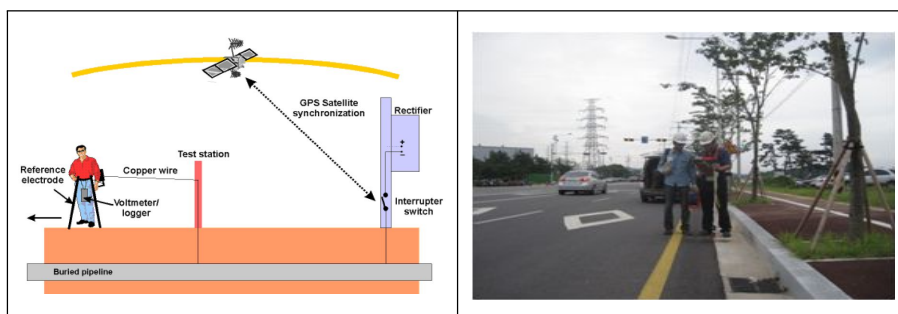 GPS Satellite
synchronization
Rectifier
+
−
Test station
Reference
electrode
Copper wire
Voltmeter/
logger
Interrupter
switch
Buried pipeline